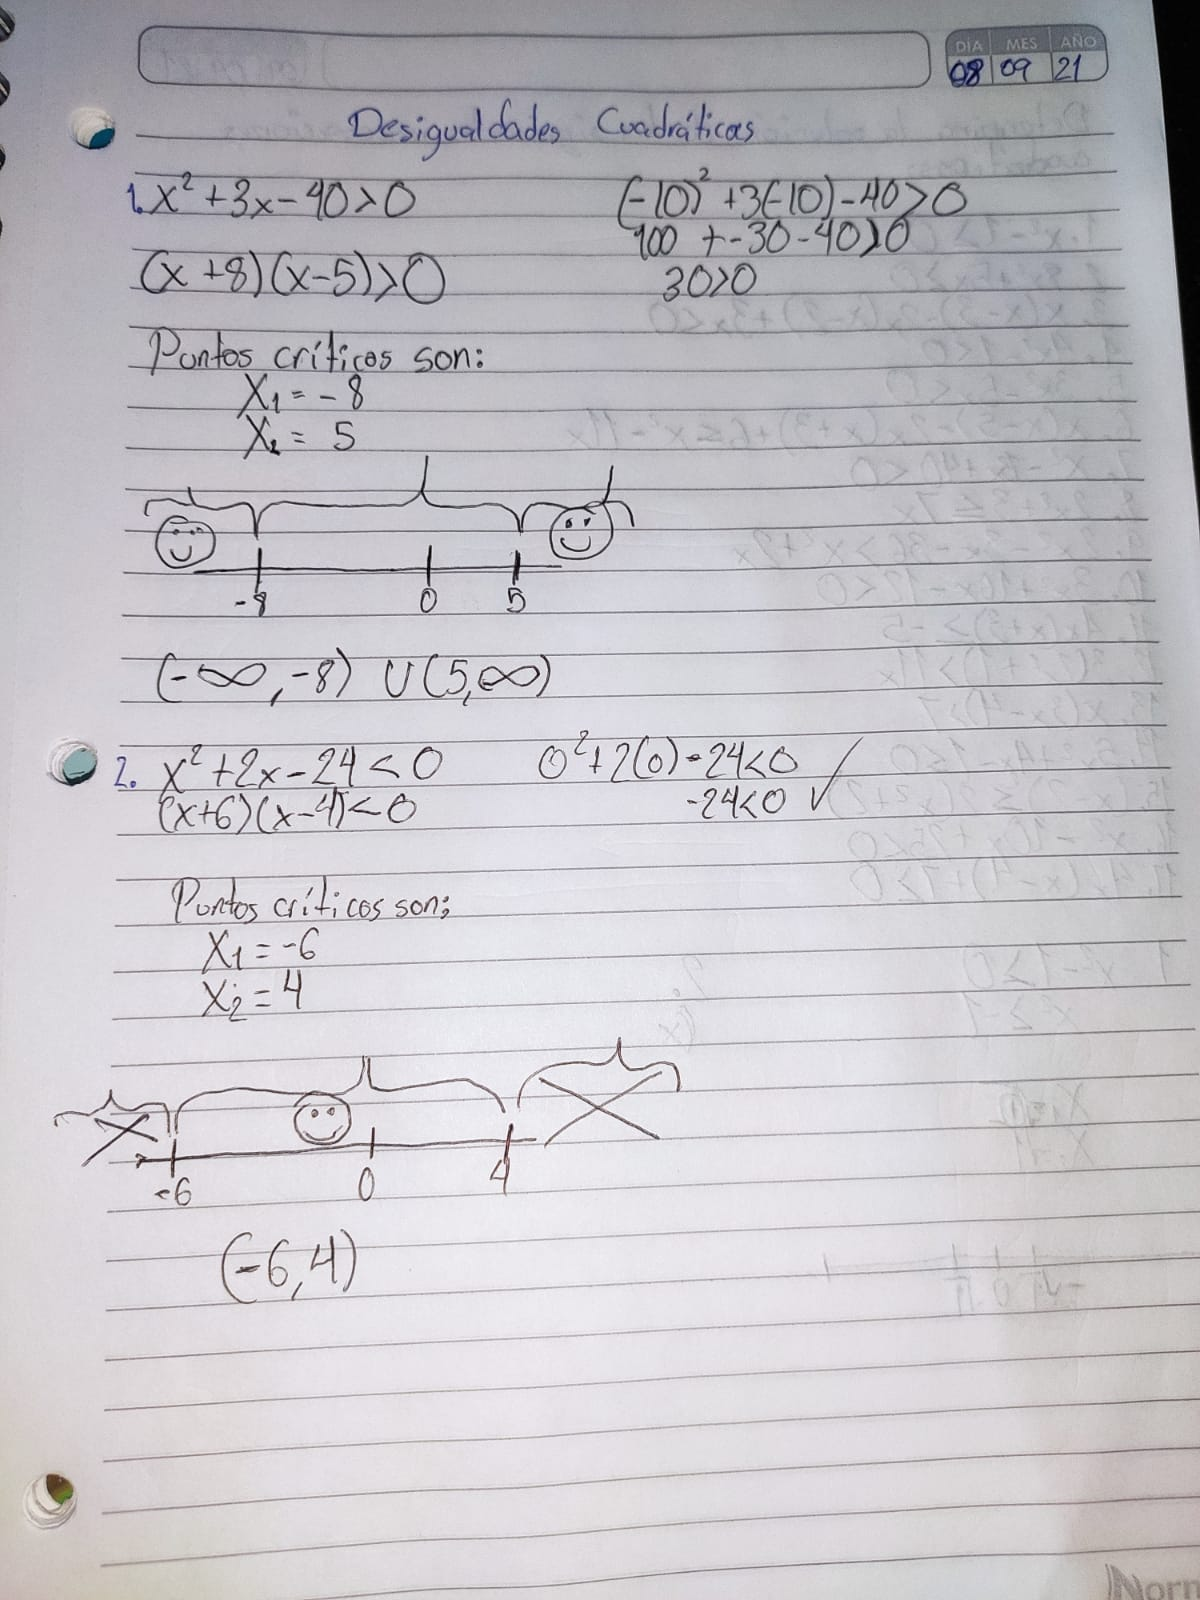 DÍA MES AÑO
08 09 21
Desigualdades Cuadráticas
1. x² + 3x - 40 > 0
(x + 8)(x - 5) > 0
(-10)² + 3(-10) - 40 > 0
100 + -30 - 40 > 0
30 > 0
Puntos críticos son:
X₁ = -8
X₂ = 5
-8 0 5
(-∞, -8) U (5, ∞)
2. x² + 2x - 24 < 0
(x+6)(x-4) < 0
0² + 2(0) - 24 < 0
-24 < 0 ✓
Puntos críticos son:
X₁ = -6
X₂ = 4
-6 0 4
(-6, 4)
Norm